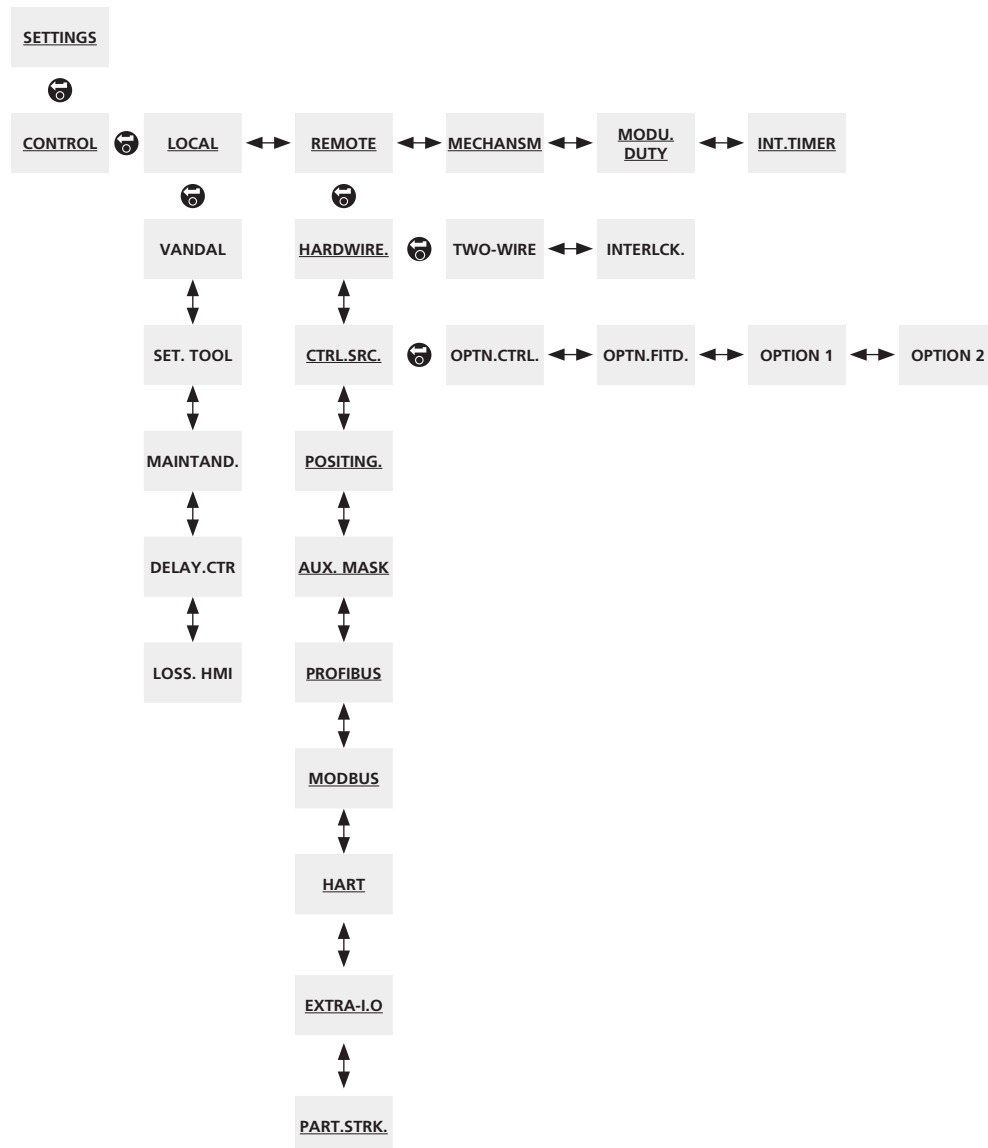 SETTINGS
CONTROL
LOCAL
REMOTE
MECHANSM
MODU.
DUTY
INT.TIMER
VANDAL
HARDWIRE.
TWO-WIRE
INTERLCK.
SET. TOOL
CTRL.SRC.
OPTN.CTRL.
OPTN.FITD.
OPTION 1
OPTION 2
MAINTAND.
POSITING.
DELAY.CTR
AUX. MASK
LOSS. HMI
PROFIBUS
MODBUS
HART
EXTRA-I.O
PART.STRK.